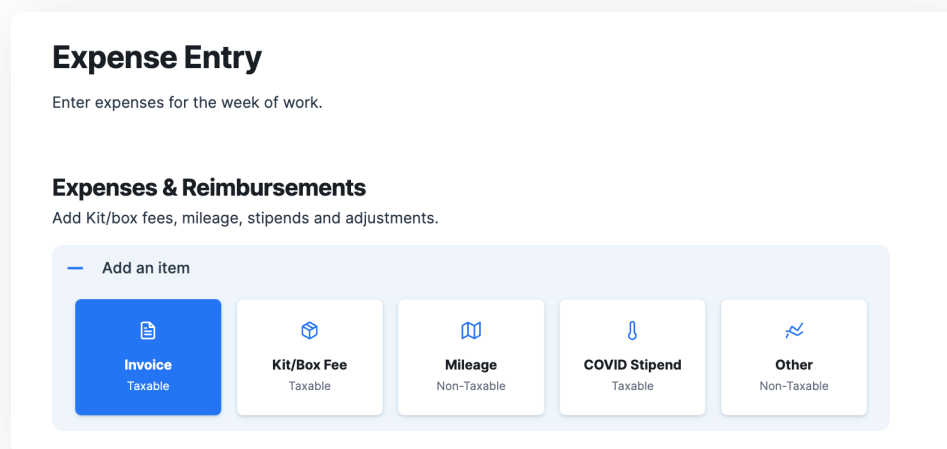 Expense Entry
Enter expenses for the week of work.
Expenses & Reimbursements
Add Kit/box fees, mileage, stipends and adjustments.
Add an item
Invoice
Taxable
Kit/Box Fee
Taxable
Mileage
Non-Taxable
COVID Stipend
Taxable
Other
Non-Taxable